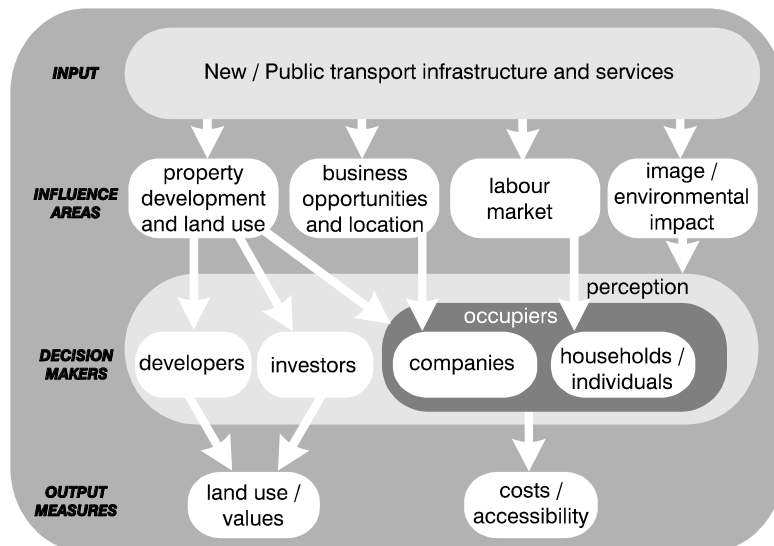 INPUT
New / Public transport infrastructure and services
INFLUENCE
AREAS
property
development
and land use
business
opportunities
and location
labour
market
image /
environmental
impact
perception
occupiers
DECISION
MAKERS
developers
investors
companies
households /
individuals
OUTPUT
MEASURES
land use /
values
costs /
accessibility